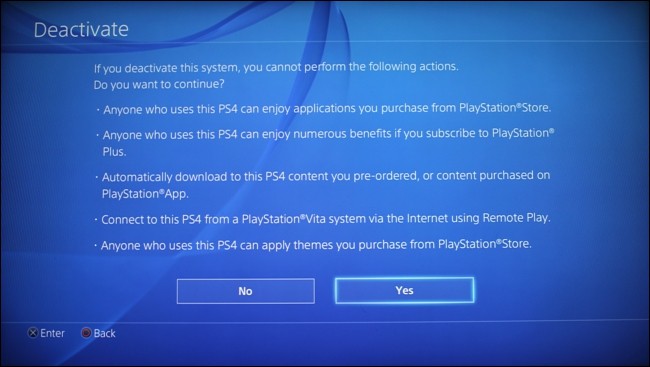 Deactivate
If you deactivate this system, you cannot perform the following actions.
Do you want to continue?
· Anyone who uses this PS4 can enjoy applications you purchase from PlayStation®Store.
· Anyone who uses this PS4 can enjoy numerous benefits if you subscribe to PlayStation®
Plus.
· Automatically download to this PS4 content you pre-ordered, or content purchased on
PlayStation®App.
· Connect to this PS4 from a PlayStation®Vita system via the Internet using Remote Play.
· Anyone who uses this PS4 can apply themes you purchase from PlayStation®Store.
No Yes
Enter Back